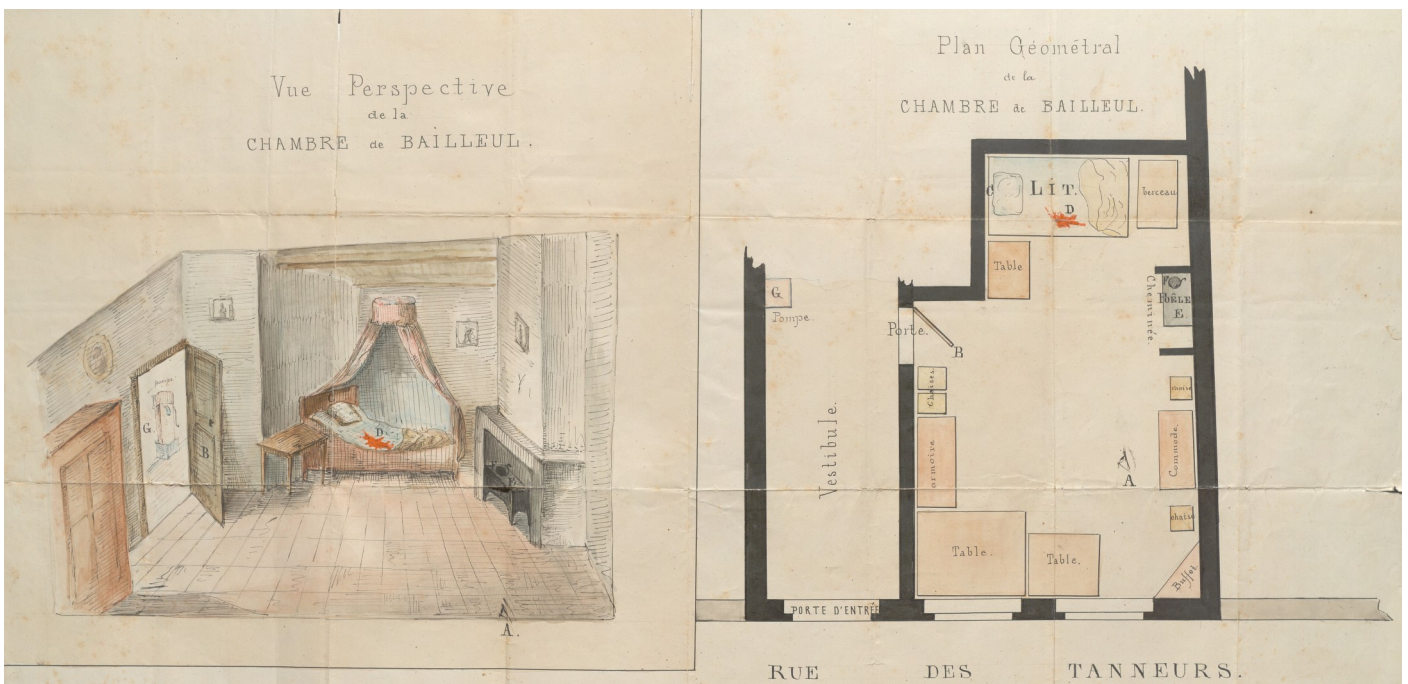 Vue Perspective
de la
CHAMBRE de BAILLEUL.
pompe
G.
B
C
D.
E
A.
Plan Géométral
de la
CHAMBRE de BAILLEUL.
C LIT.
D
berceau
Table
G
Pompe.
Porte.
B
Cheminée.
POÊLE
E.
Chaises
chaise
Vestibule.
armoire
Commode
A
chaise
Table.
Table.
Buffet
PORTE D'ENTRÉE
RUE DES TANNEURS.